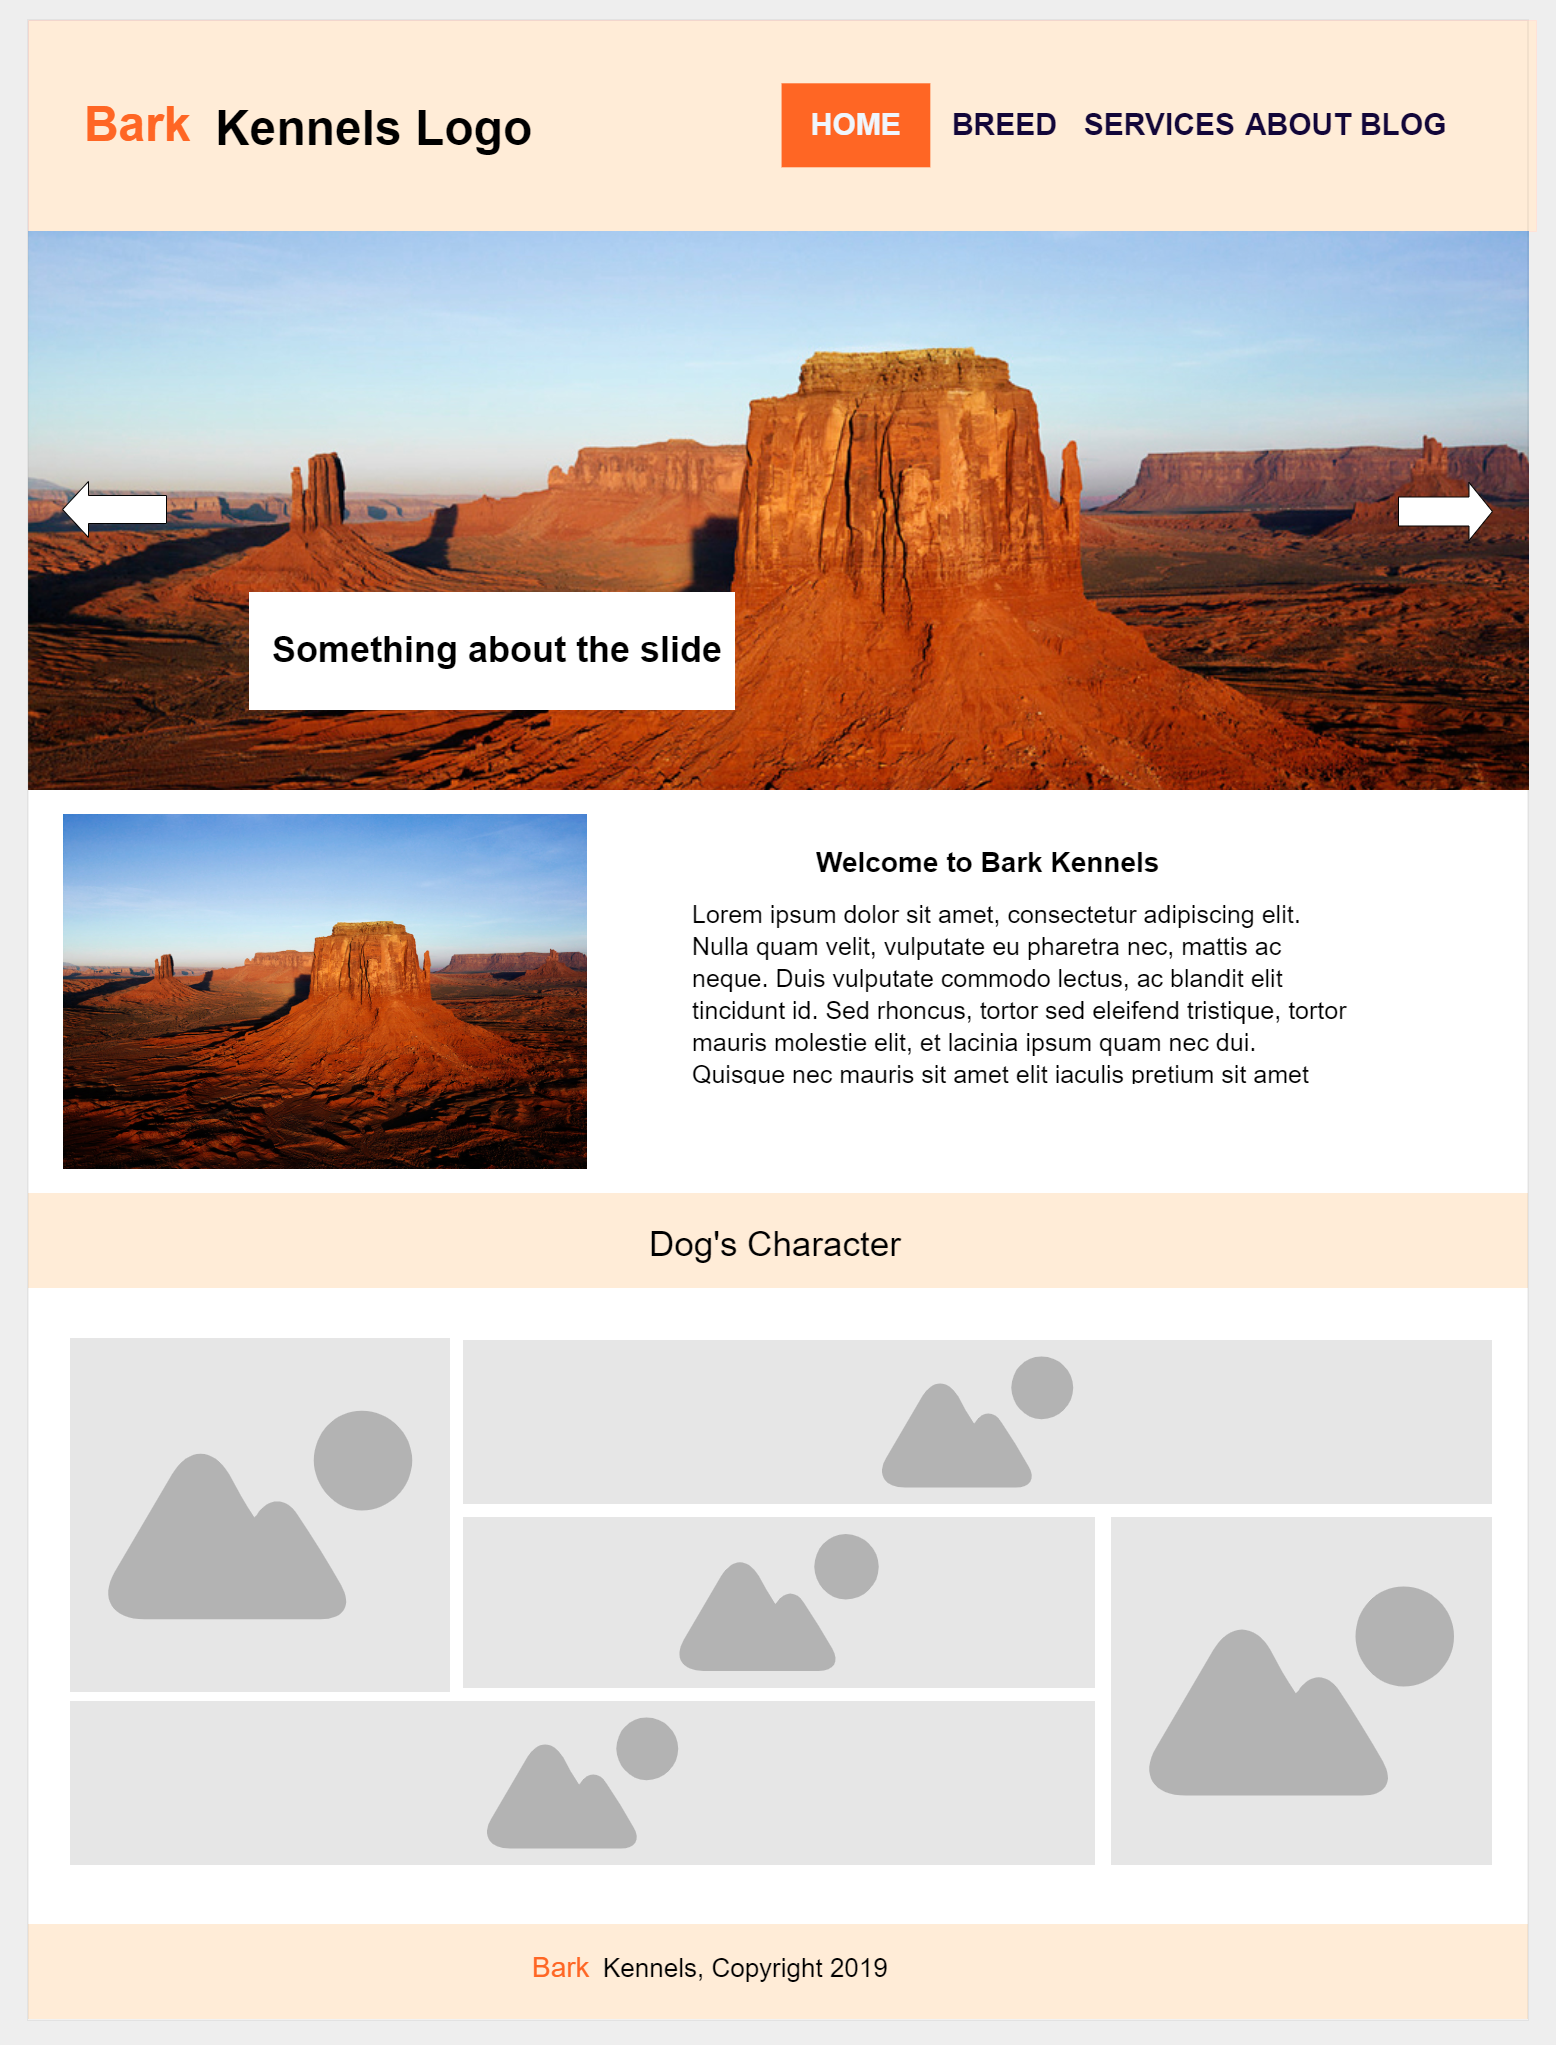 Bark Kennels Logo
HOME BREED SERVICES ABOUT BLOG
Something about the slide
Welcome to Bark Kennels
Lorem ipsum dolor sit amet, consectetur adipiscing elit.
Nulla quam velit, vulputate eu pharetra nec, mattis ac
neque. Duis vulputate commodo lectus, ac blandit elit
tincidunt id. Sed rhoncus, tortor sed eleifend tristique, tortor
mauris molestie elit, et lacinia ipsum quam nec dui.
Quisque nec mauris sit amet elit iaculis pretium sit amet
Dog's Character
Bark Kennels, Copyright 2019